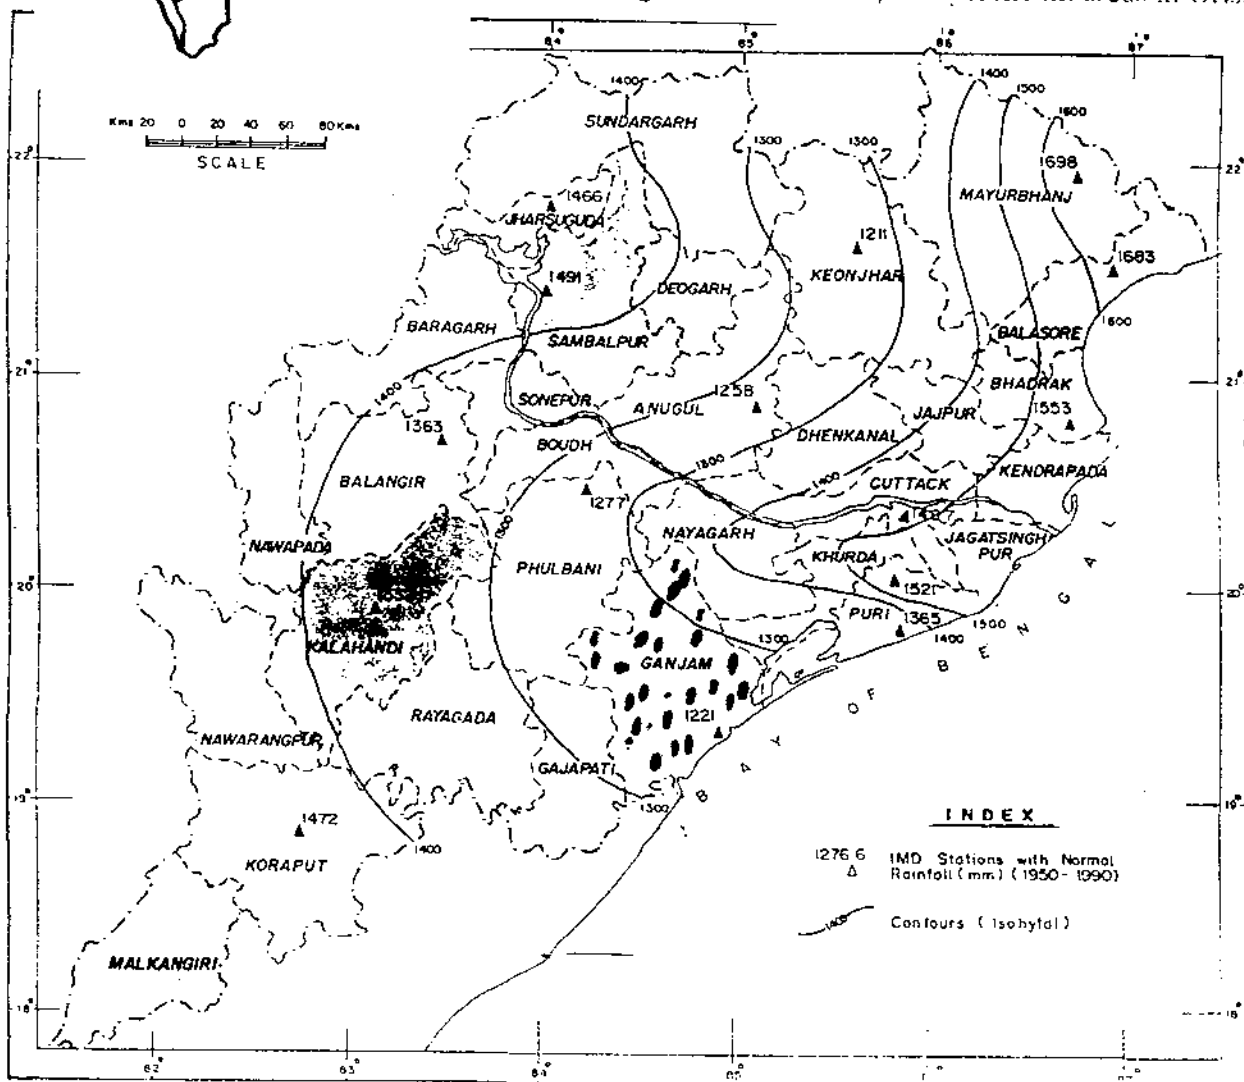 84° 85° 86° 87°
Kms 20 0 20 40 60 80 Kms
SCALE
1400
1400
1500
1600
SUNDARGARH
1300
1300
22°
22°
1698
MAYURBHANJ
1466
JHARSUGUDA
1211
KEONJHAR
1683
1491
DEOGARH
BARAGARH
SAMBALPUR
BALASORE
1600
21°
21°
1400
SONEPUR
ANUGUL
1258
BHADRAK
1553
JAJPUR
1363
BOUDH
DHENKANAL
BALANGIR
1300
1400
CUTTACK
KENDRAPADA
1277
NAWAPADA
1300
NAYAGARH
JAGATSINGH
PUR
KHURDA
PHULBANI
20°
20°
1521
PURI
1365
1500
1400
1300
KALAHANDI
GANJAM
RAYAGADA
1221
NAWARANGPUR
GAJAPATI
BAY OF BENGAL
19°
19°
1300
1472
1400
KORAPUT
INDEX
1276.6 IMD Stations with Normal
Rainfall (mm) (1950-1990)
1400 Contours (Isohytal)
MALKANGIRI
18°
18°
82 83 84 85